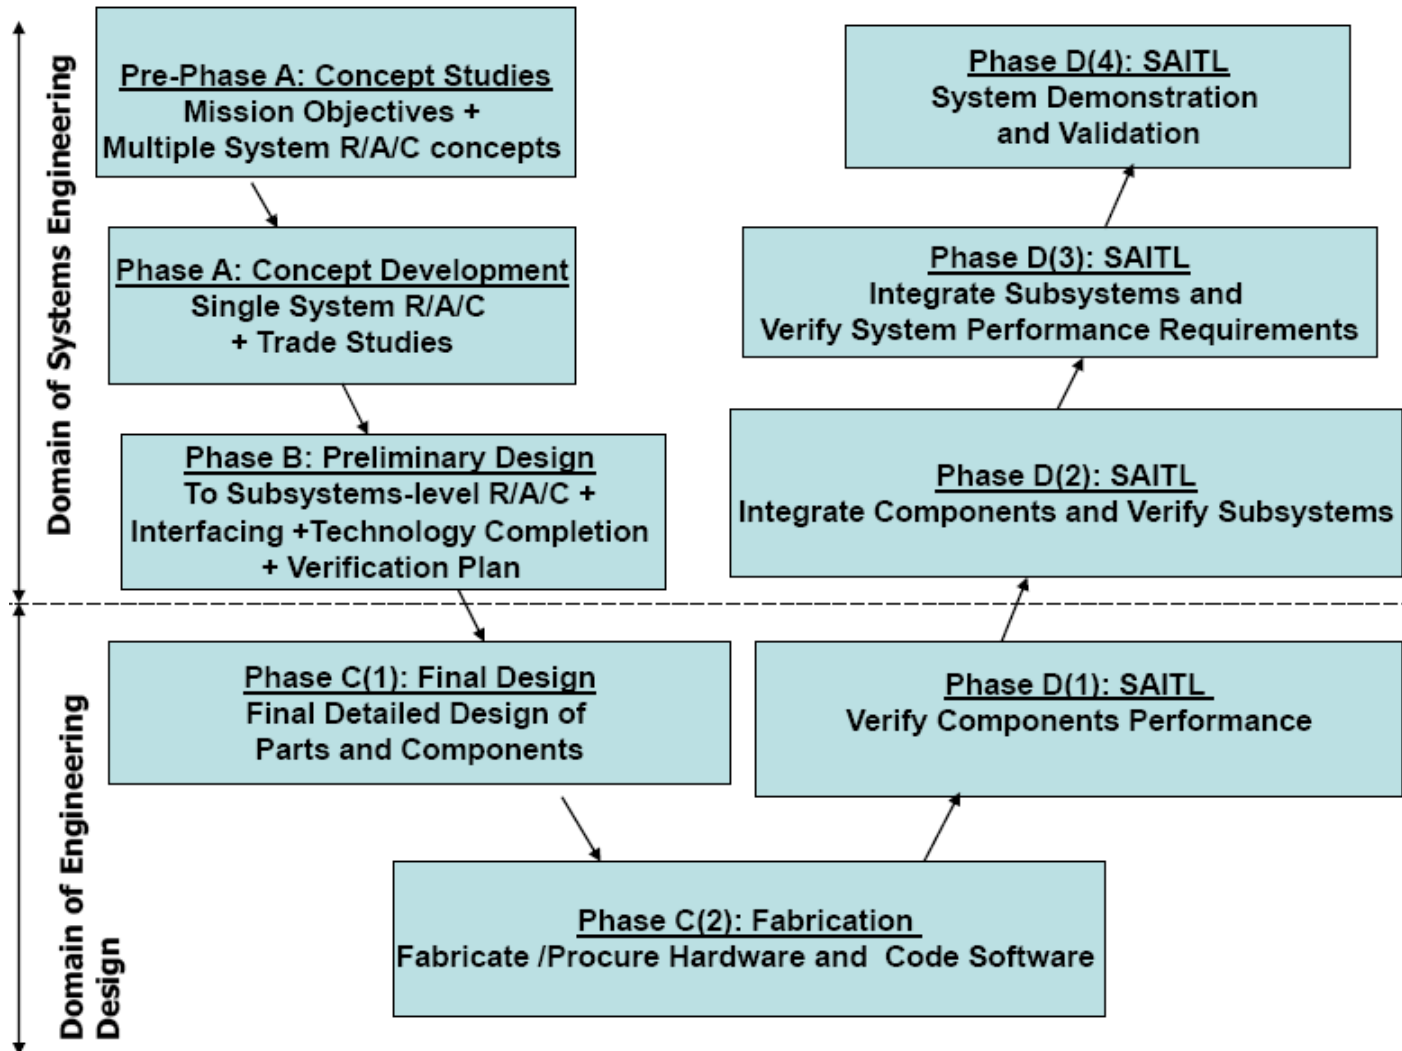 Domain of Systems Engineering
Pre-Phase A: Concept Studies
Mission Objectives +
Multiple System R/A/C concepts
Phase A: Concept Development
Single System R/A/C
+ Trade Studies
Phase B: Preliminary Design
To Subsystems-level R/A/C +
Interfacing +Technology Completion
+ Verification Plan
Phase D(4): SAITL
System Demonstration
and Validation
Phase D(3): SAITL
Integrate Subsystems and
Verify System Performance Requirements
Phase D(2): SAITL
Integrate Components and Verify Subsystems
Domain of Engineering
Design
Phase C(1): Final Design
Final Detailed Design of
Parts and Components
Phase D(1): SAITL
Verify Components Performance
Phase C(2): Fabrication
Fabricate /Procure Hardware and Code Software